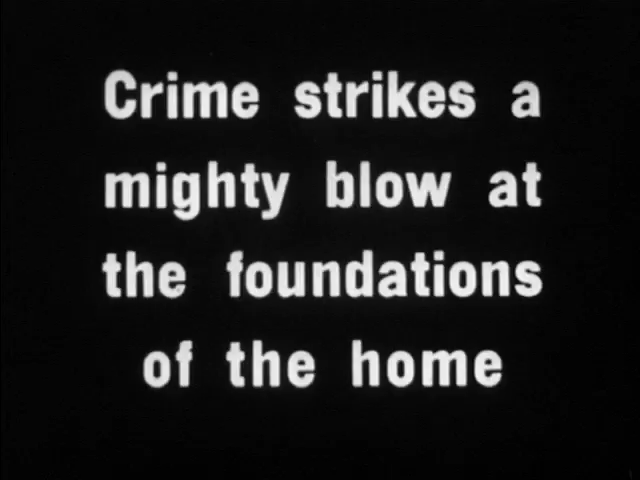 Crime strikes a
mighty blow at
the foundations
of the home